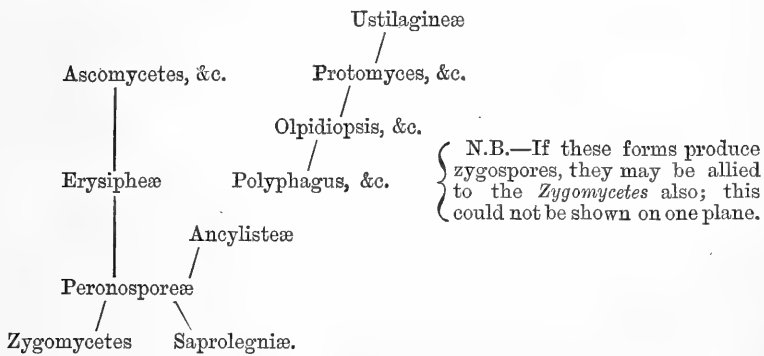 Ustilagineæ
Ascomycetes, &c. Protomyces, &c.
Olpidiopsis, &c.
Erysipheæ Polyphagus, &c.
N.B.—If these forms produce
zygospores, they may be allied
to the Zygomycetes also; this
could not be shown on one plane.
Ancylisteæ
Peronosporeæ
Zygomycetes Saprolegniæ.